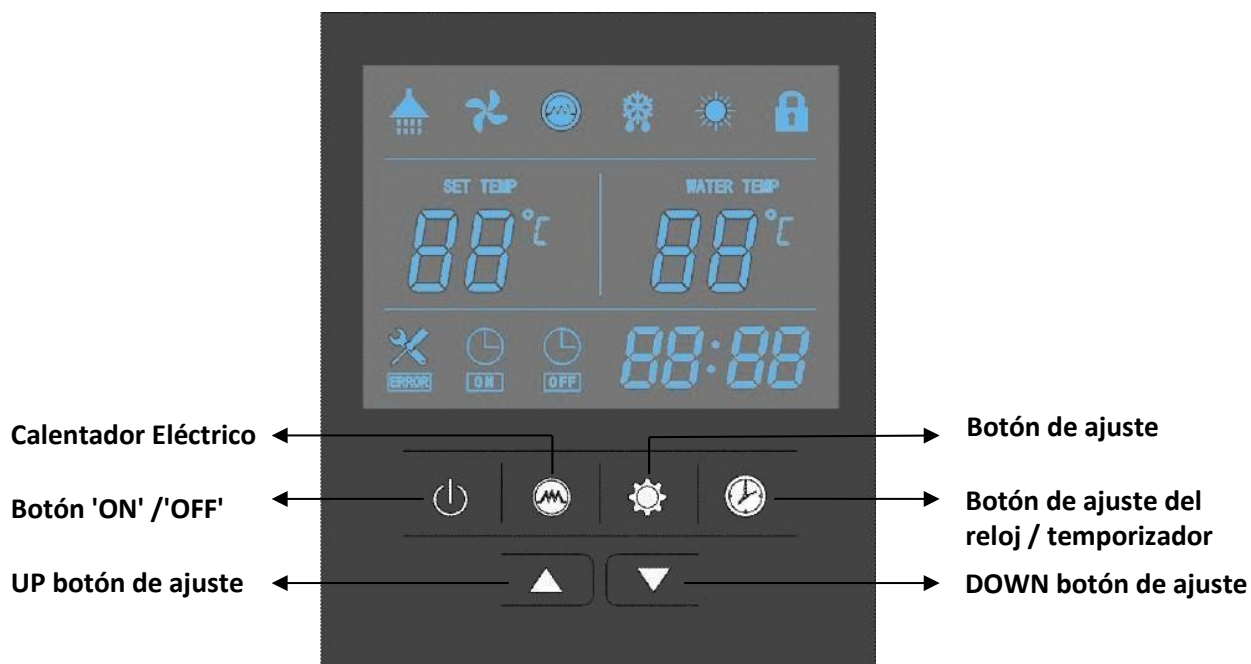 SET TEMP
WATER TEMP
88°C
88°C
ERROR
ON
OFF
88:88
Calentador Eléctrico
Botón de ajuste
Botón 'ON' /'OFF'
Botón de ajuste del
reloj / temporizador
UP botón de ajuste
DOWN botón de ajuste